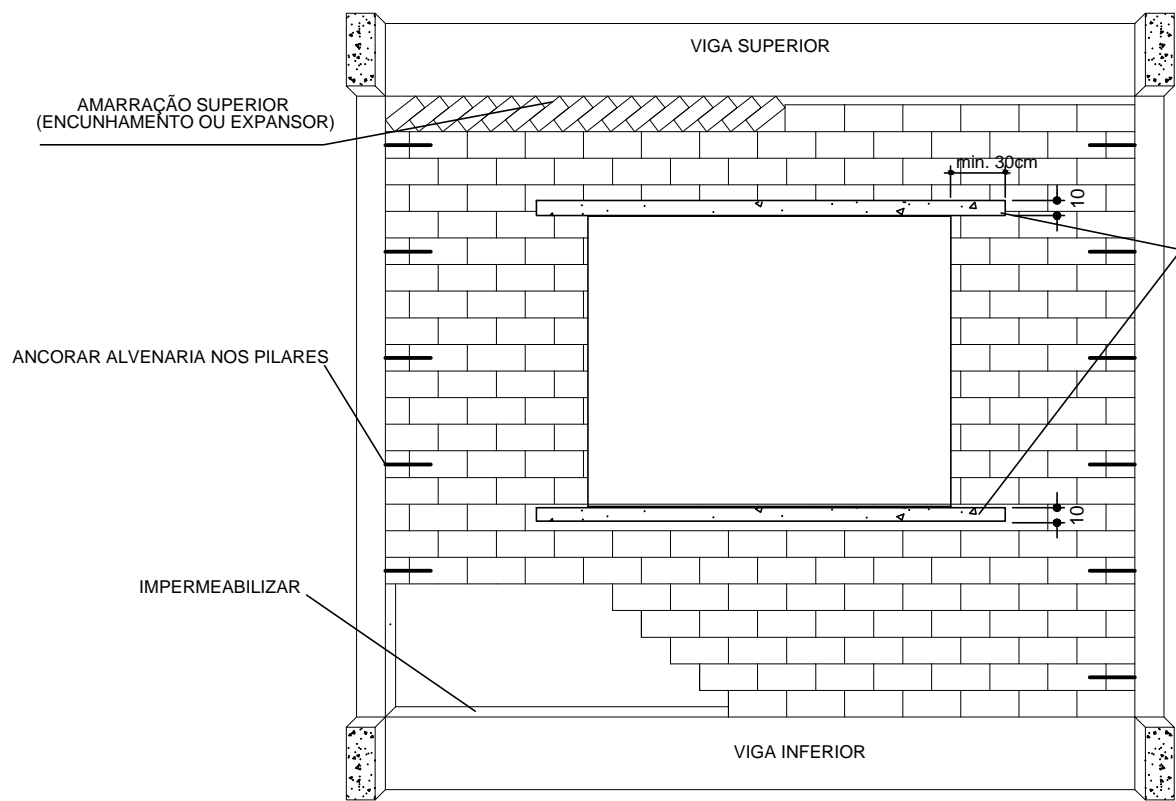 VIGA SUPERIOR
AMARRAÇÃO SUPERIOR
(ENCUNHAMENTO OU EXPANSOR)
min. 30cm
10
ANCORAR ALVENARIA NOS PILARES
10
IMPERMEABILIZAR
VIGA INFERIOR